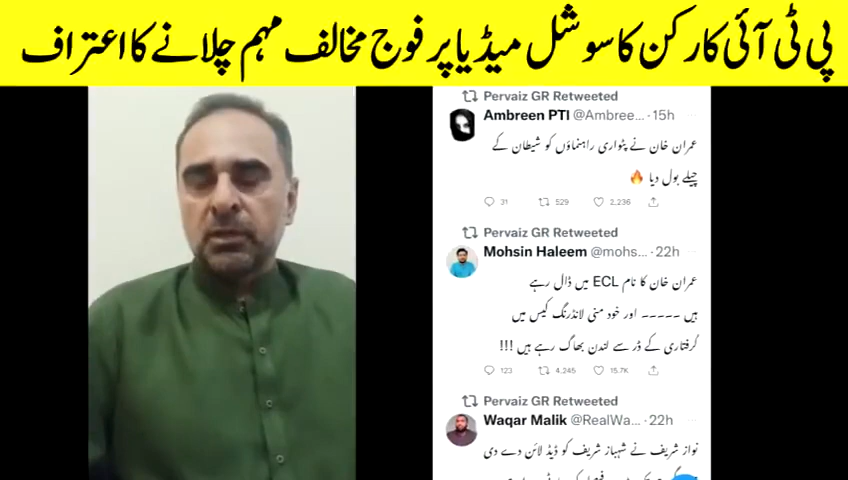 پی ٹی آئی کارکن کا سوشل میڈیا پر فوج مخالف مہم چلانے کا اعتراف
Pervaiz GR Retweeted
Ambreen PTI @Ambree... · 15h
عمران خان نے پٹواری راہنماؤں کو شیطان کے
چیلے بول دیا 🔥
31 529 2,236
Pervaiz GR Retweeted
Mohsin Haleem @mohs... · 22h
عمران خان کا نام ECL میں ڈال رہے
ہیں ----- اور خود منی لانڈرنگ کیس میں
گرفتاری کے ڈر سے لندن بھاگ رہے ہیں !!!
123 4,245 15.7K
Pervaiz GR Retweeted
Waqar Malik @RealWa... · 22h
نواز شریف نے شہباز شریف کو ڈیڈ لائن دے دی